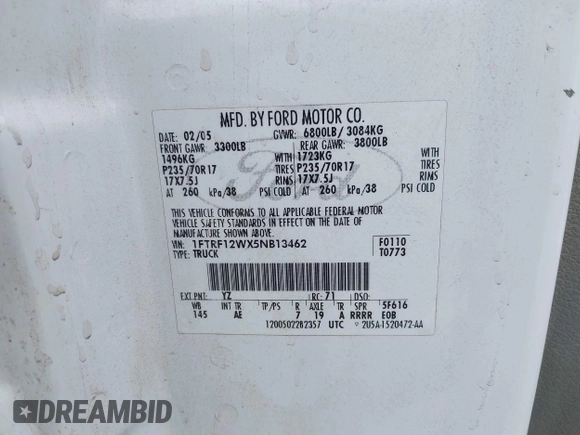 MFD. BY FORD MOTOR CO.
DATE: 02/05 GVWR: 6800LB/ 3084KG
FRONT GAWR: 3300LB REAR GAWR: 3800LB
1496KG WITH 1723KG WITH
P235/70R17 TIRES P235/70R17 TIRES
17X7.5J RIMS 17X7.5J RIMS
AT 260 kPa/38 PSI COLD AT 260 kPa/38 PSI COLD
THIS VEHICLE CONFORMS TO ALL APPLICABLE FEDERAL MOTOR
VEHICLE SAFETY STANDARDS IN EFFECT ON THE DATE OF
MANUFACTURE SHOWN ABOVE.
VIN: 1FTRF12WX5NB13462 F0110
TYPE: TRUCK T0773
EXT PNT: YZ RC: 71 DSO:
WB INT TR TP/PS R AXLE TR SPR 5F616
145 AE 7 19 A RRRR E0B
1200502282357 UTC 2U5A-1520472-AA
Ford
DREAMBID